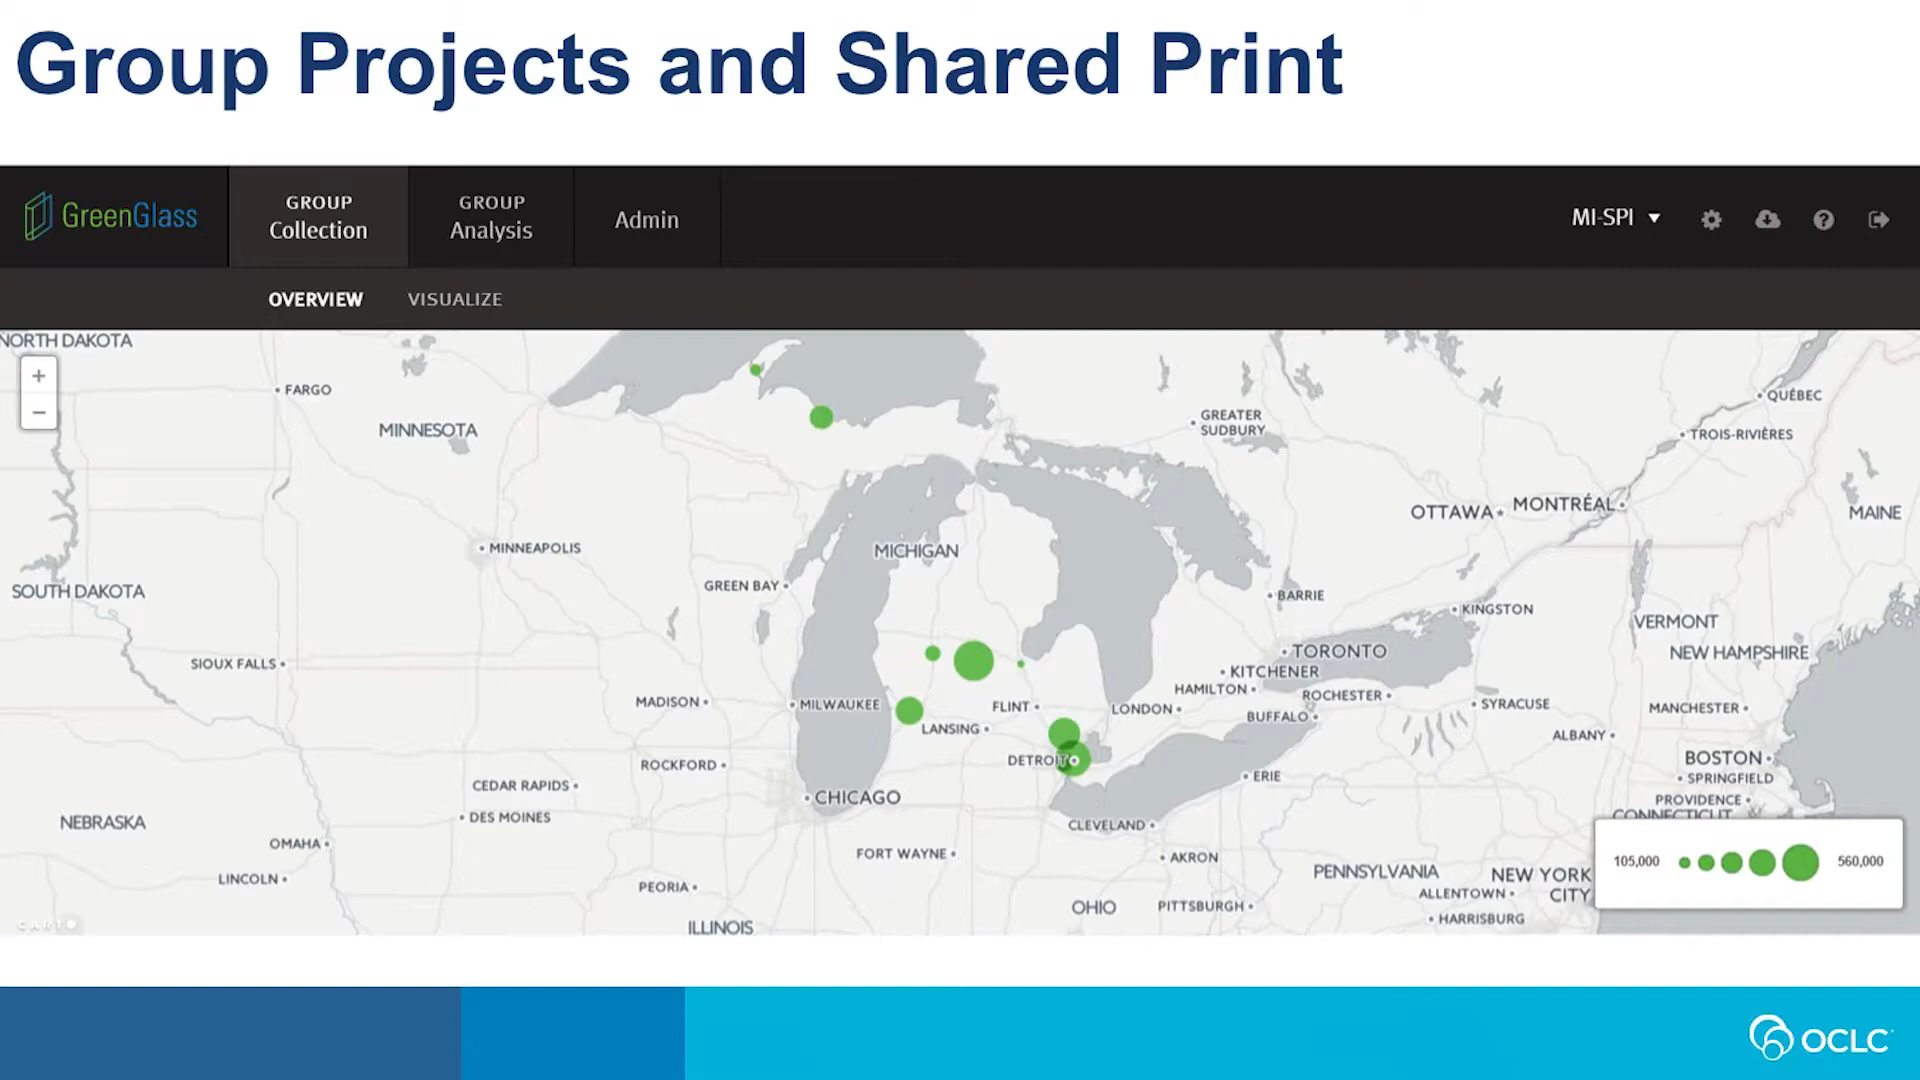 Group Projects and Shared Print
GreenGlass
GROUP
Collection
GROUP
Analysis
Admin
MI-SPI
OVERVIEW
VISUALIZE
NORTH DAKOTA
+
−
FARGO
MINNESOTA
GREATER
SUDBURY
QUÉBEC
TROIS-RIVIÈRES
OTTAWA
MONTRÉAL
MAINE
MINNEAPOLIS
MICHIGAN
SOUTH DAKOTA
GREEN BAY
BARRIE
KINGSTON
VERMONT
NEW HAMPSHIRE
SIOUX FALLS
TORONTO
KITCHENER
HAMILTON
ROCHESTER
MADISON
MILWAUKEE
FLINT
LONDON
BUFFALO
SYRACUSE
MANCHESTER
LANSING
ALBANY
ROCKFORD
DETROIT
BOSTON
ERIE
SPRINGFIELD
CEDAR RAPIDS
CHICAGO
PROVIDENCE
CONNECTICUT
NEBRASKA
DES MOINES
CLEVELAND
OMAHA
FORT WAYNE
AKRON
105,000
560,000
LINCOLN
PEORIA
PENNSYLVANIA
NEW YORK
CITY
ALLENTOWN
OHIO
PITTSBURGH
HARRISBURG
CARTO
ILLINOIS
OCLC